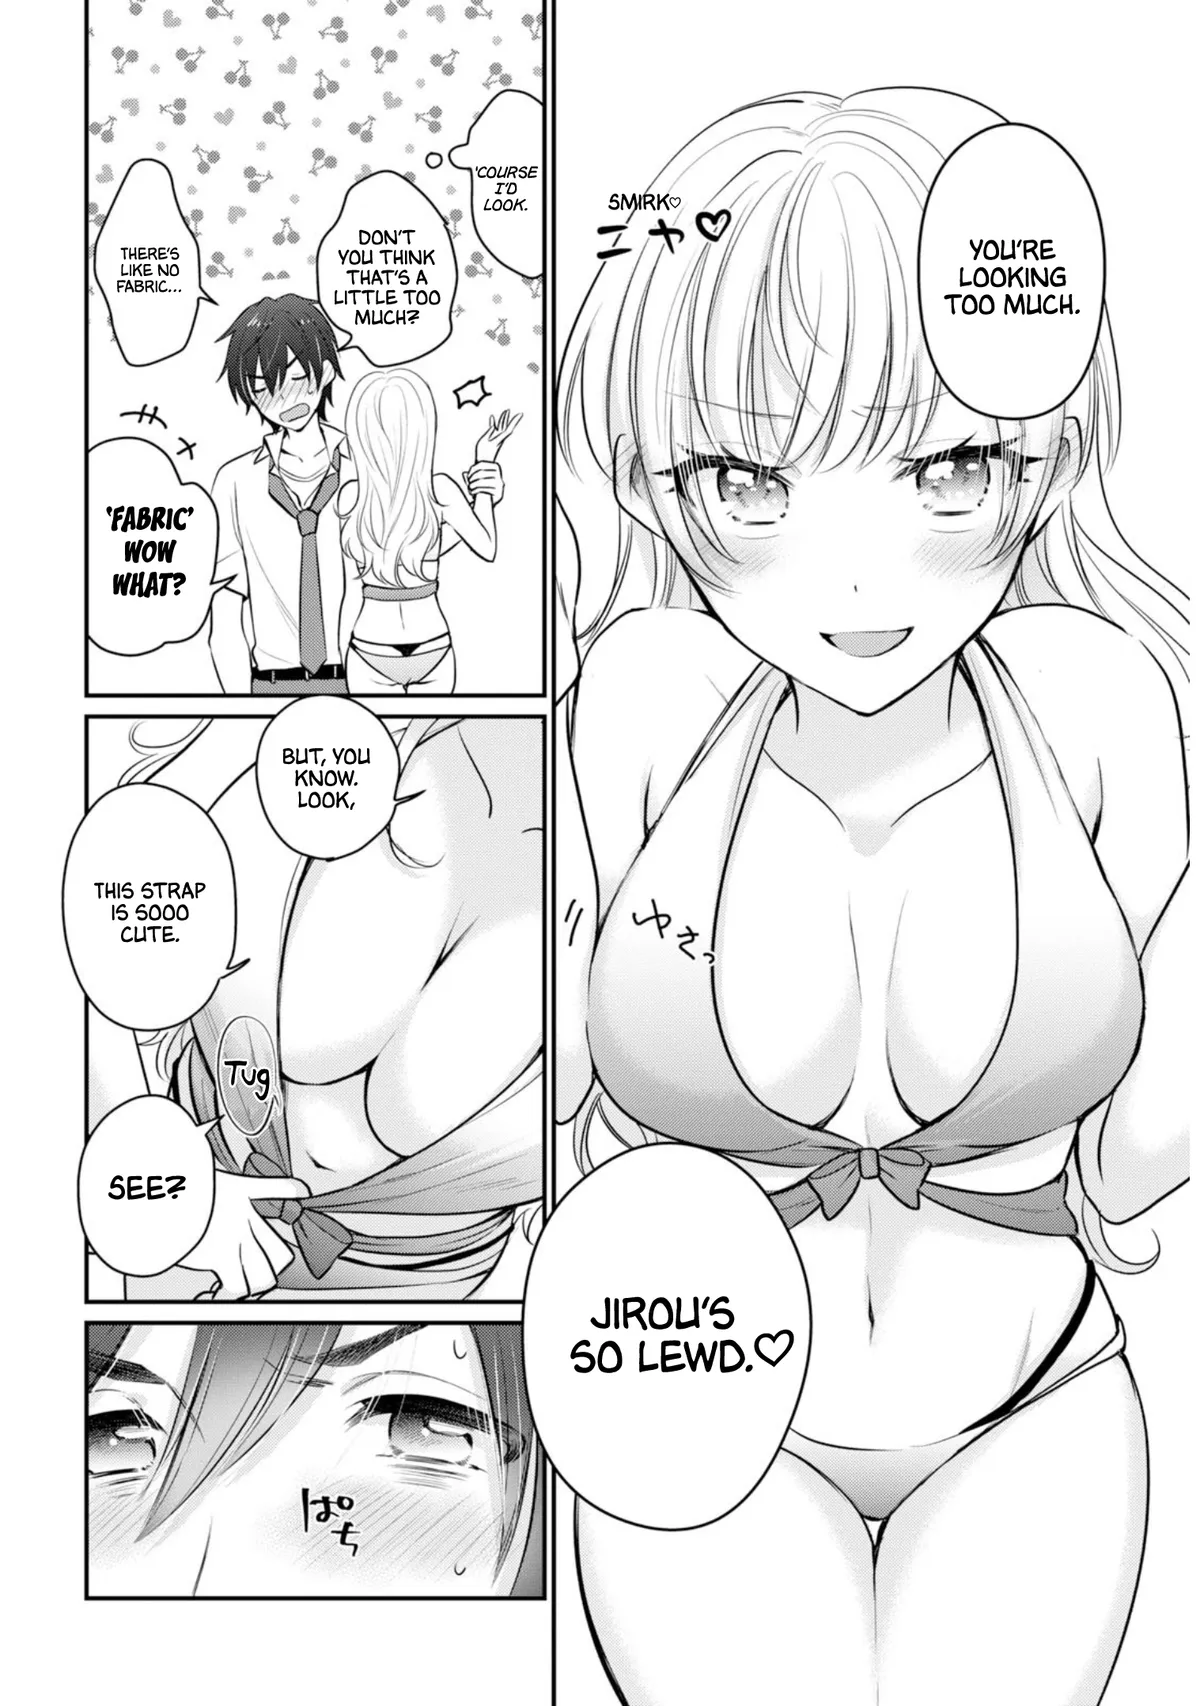 SMIRK♡
ニヤ♥
YOU'RE
LOOKING
TOO MUCH.
ゆさっ
JIROU'S
SO LEWD.♡
'COURSE
I'D
LOOK.
DON'T
YOU THINK
THAT'S A
LITTLE TOO
MUCH?
THERE'S
LIKE NO
FABRIC...
'FABRIC'
WOW
WHAT?
BUT, YOU
KNOW.
LOOK,
THIS STRAP
IS SOOO
CUTE.
Tug
SEE?
ぱち